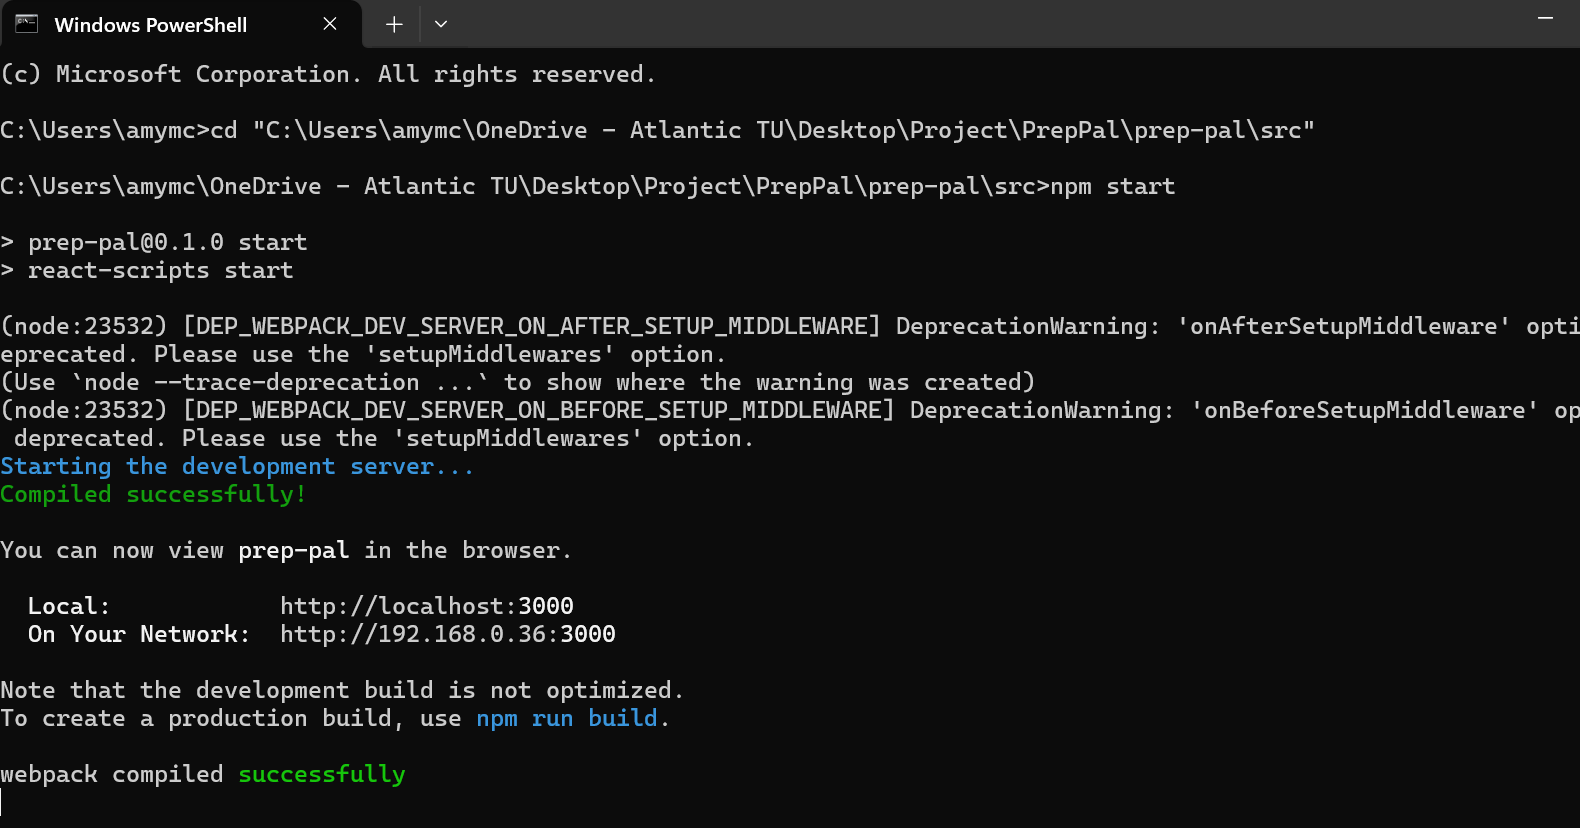 Windows PowerShell
(c) Microsoft Corporation. All rights reserved.
C:\Users\amymc>cd "C:\Users\amymc\OneDrive - Atlantic TU\Desktop\Project\PrepPal\prep-pal\src"
C:\Users\amymc\OneDrive - Atlantic TU\Desktop\Project\PrepPal\prep-pal\src>npm start
> prep-pal@0.1.0 start
> react-scripts start
(node:23532) [DEP_WEBPACK_DEV_SERVER_ON_AFTER_SETUP_MIDDLEWARE] DeprecationWarning: 'onAfterSetupMiddleware' opti
eprecated. Please use the 'setupMiddlewares' option.
(Use `node --trace-deprecation ...` to show where the warning was created)
(node:23532) [DEP_WEBPACK_DEV_SERVER_ON_BEFORE_SETUP_MIDDLEWARE] DeprecationWarning: 'onBeforeSetupMiddleware' op
deprecated. Please use the 'setupMiddlewares' option.
Starting the development server...
Compiled successfully!
You can now view prep-pal in the browser.
Local: http://localhost:3000
On Your Network: http://192.168.0.36:3000
Note that the development build is not optimized.
To create a production build, use npm run build.
webpack compiled successfully